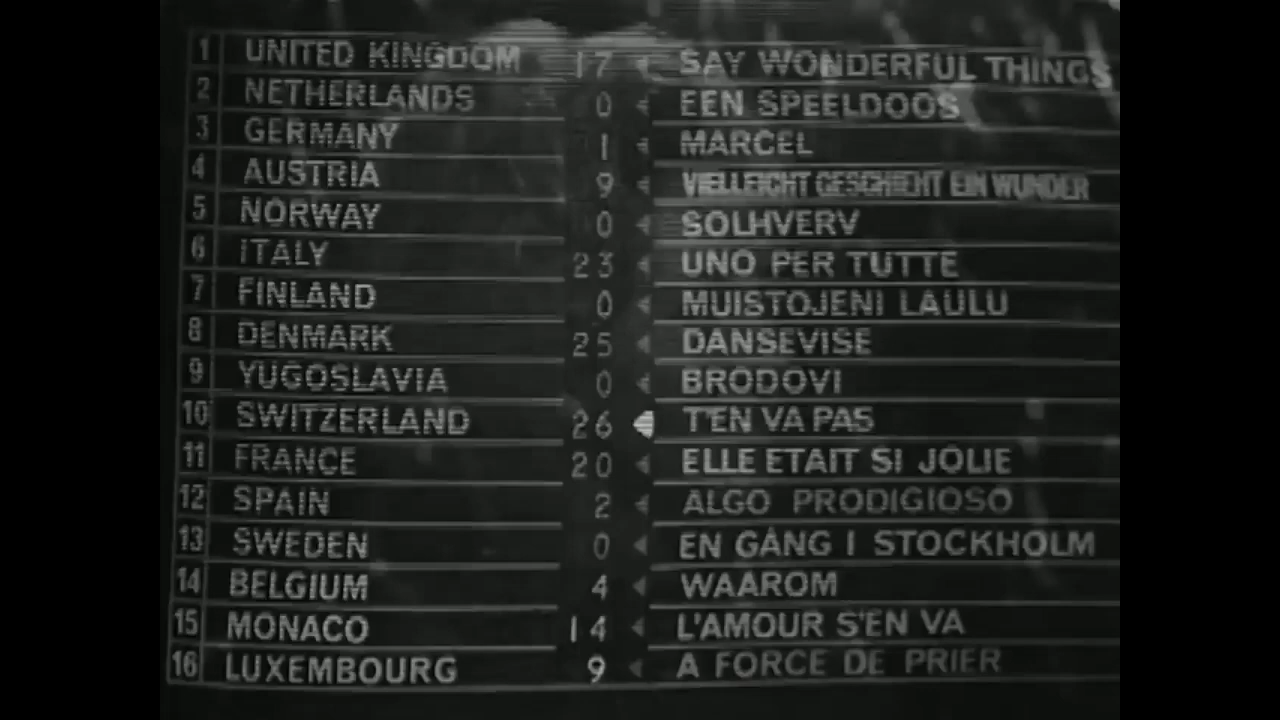 1 UNITED KINGDOM 17 SAY WONDERFUL THINGS
2 NETHERLANDS 0 EEN SPEELDOOS
3 GERMANY 1 MARCEL
4 AUSTRIA 9 VIELLEICHT GESCHIEHT EIN WUNDER
5 NORWAY 0 SOLHVERV
6 ITALY 23 UNO PER TUTTE
7 FINLAND 0 MUISTOJENI LAULU
8 DENMARK 25 DANSEVISE
9 YUGOSLAVIA 0 BRODOVI
10 SWITZERLAND 26 T'EN VA PAS
11 FRANCE 20 ELLE ETAIT SI JOLIE
12 SPAIN 2 ALGO PRODIGIOSO
13 SWEDEN 0 EN GÅNG I STOCKHOLM
14 BELGIUM 4 WAAROM
15 MONACO 14 L'AMOUR S'EN VA
16 LUXEMBOURG 9 A FORCE DE PRIER